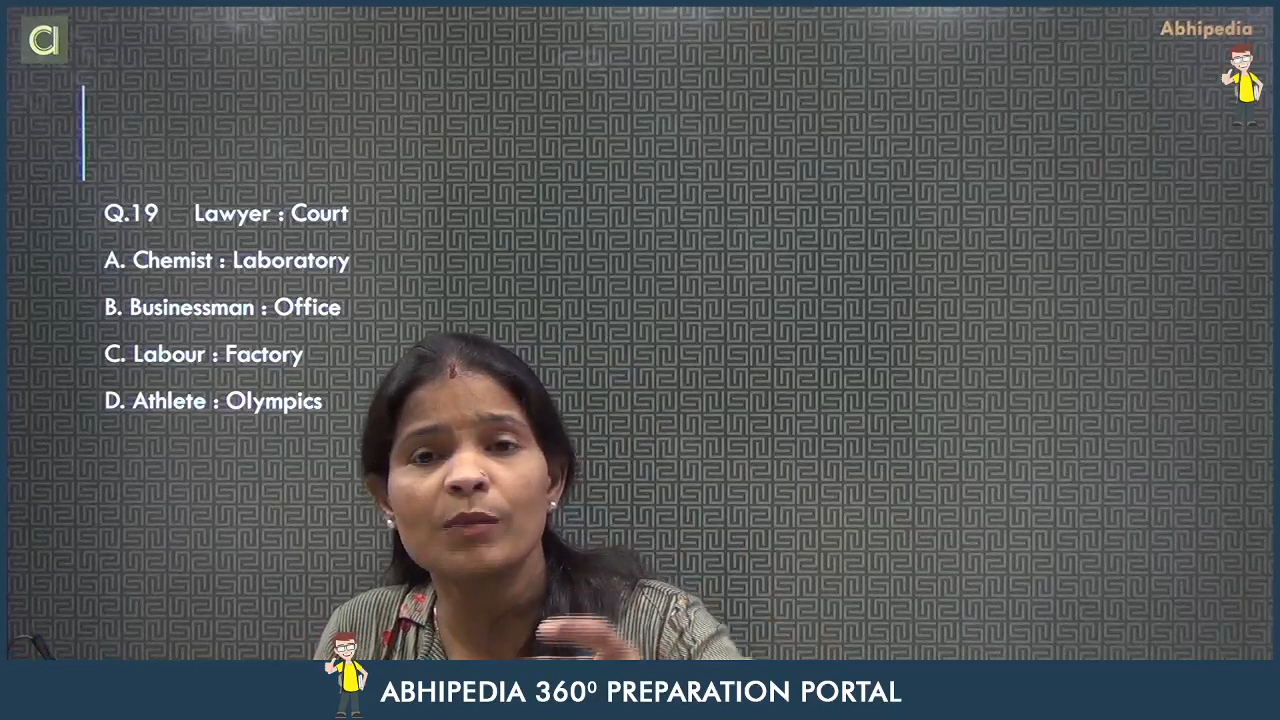 Abhipedia
Q.19 Lawyer : Court
A. Chemist : Laboratory
B. Businessman : Office
C. Labour : Factory
D. Athlete : Olympics
ABHIPEDIA 360⁰ PREPARATION PORTAL